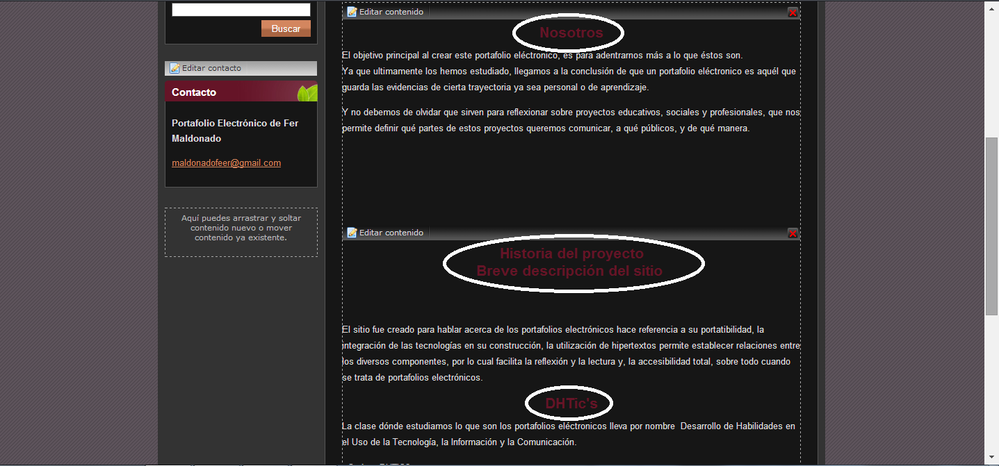 Buscar
Editar contacto
Contacto
Portafolio Electrónico de Fer
Maldonado
maldonadofeer@gmail.com
Aquí puedes arrastrar y soltar
contenido nuevo o mover
contenido ya existente.
Editar contenido
Nosotros
El objetivo principal al crear este portafolio eléctronico, es para adentrarnos más a lo que éstos son.
Ya que ultimamente los hemos estudiado, llegamos a la conclusión de que un portafolio eléctronico es aquél que
guarda las evidencias de cierta trayectoria ya sea personal o de aprendizaje.
Y no debemos de olvidar que sirven para reflexionar sobre proyectos educativos, sociales y profesionales, que nos
permite definir qué partes de estos proyectos queremos comunicar, a qué públicos, y de qué manera.
Editar contenido
Historia del proyecto
Breve descripción del sitio
El sitio fue creado para hablar acerca de los portafolios electrónicos hace referencia a su portatibilidad, la
integración de las tecnologías en su construcción, la utilización de hipertextos permite establecer relaciones entre
los diversos componentes, por lo cual facilita la reflexión y la lectura y, la accesibilidad total, sobre todo cuando
se trata de portafolios electrónicos.
DHTic's
La clase dónde estudiamos lo que son los portafolios eléctronicos lleva por nombre  Desarrollo de Habilidades en
el Uso de la Tecnología, la Información y la Comunicación.